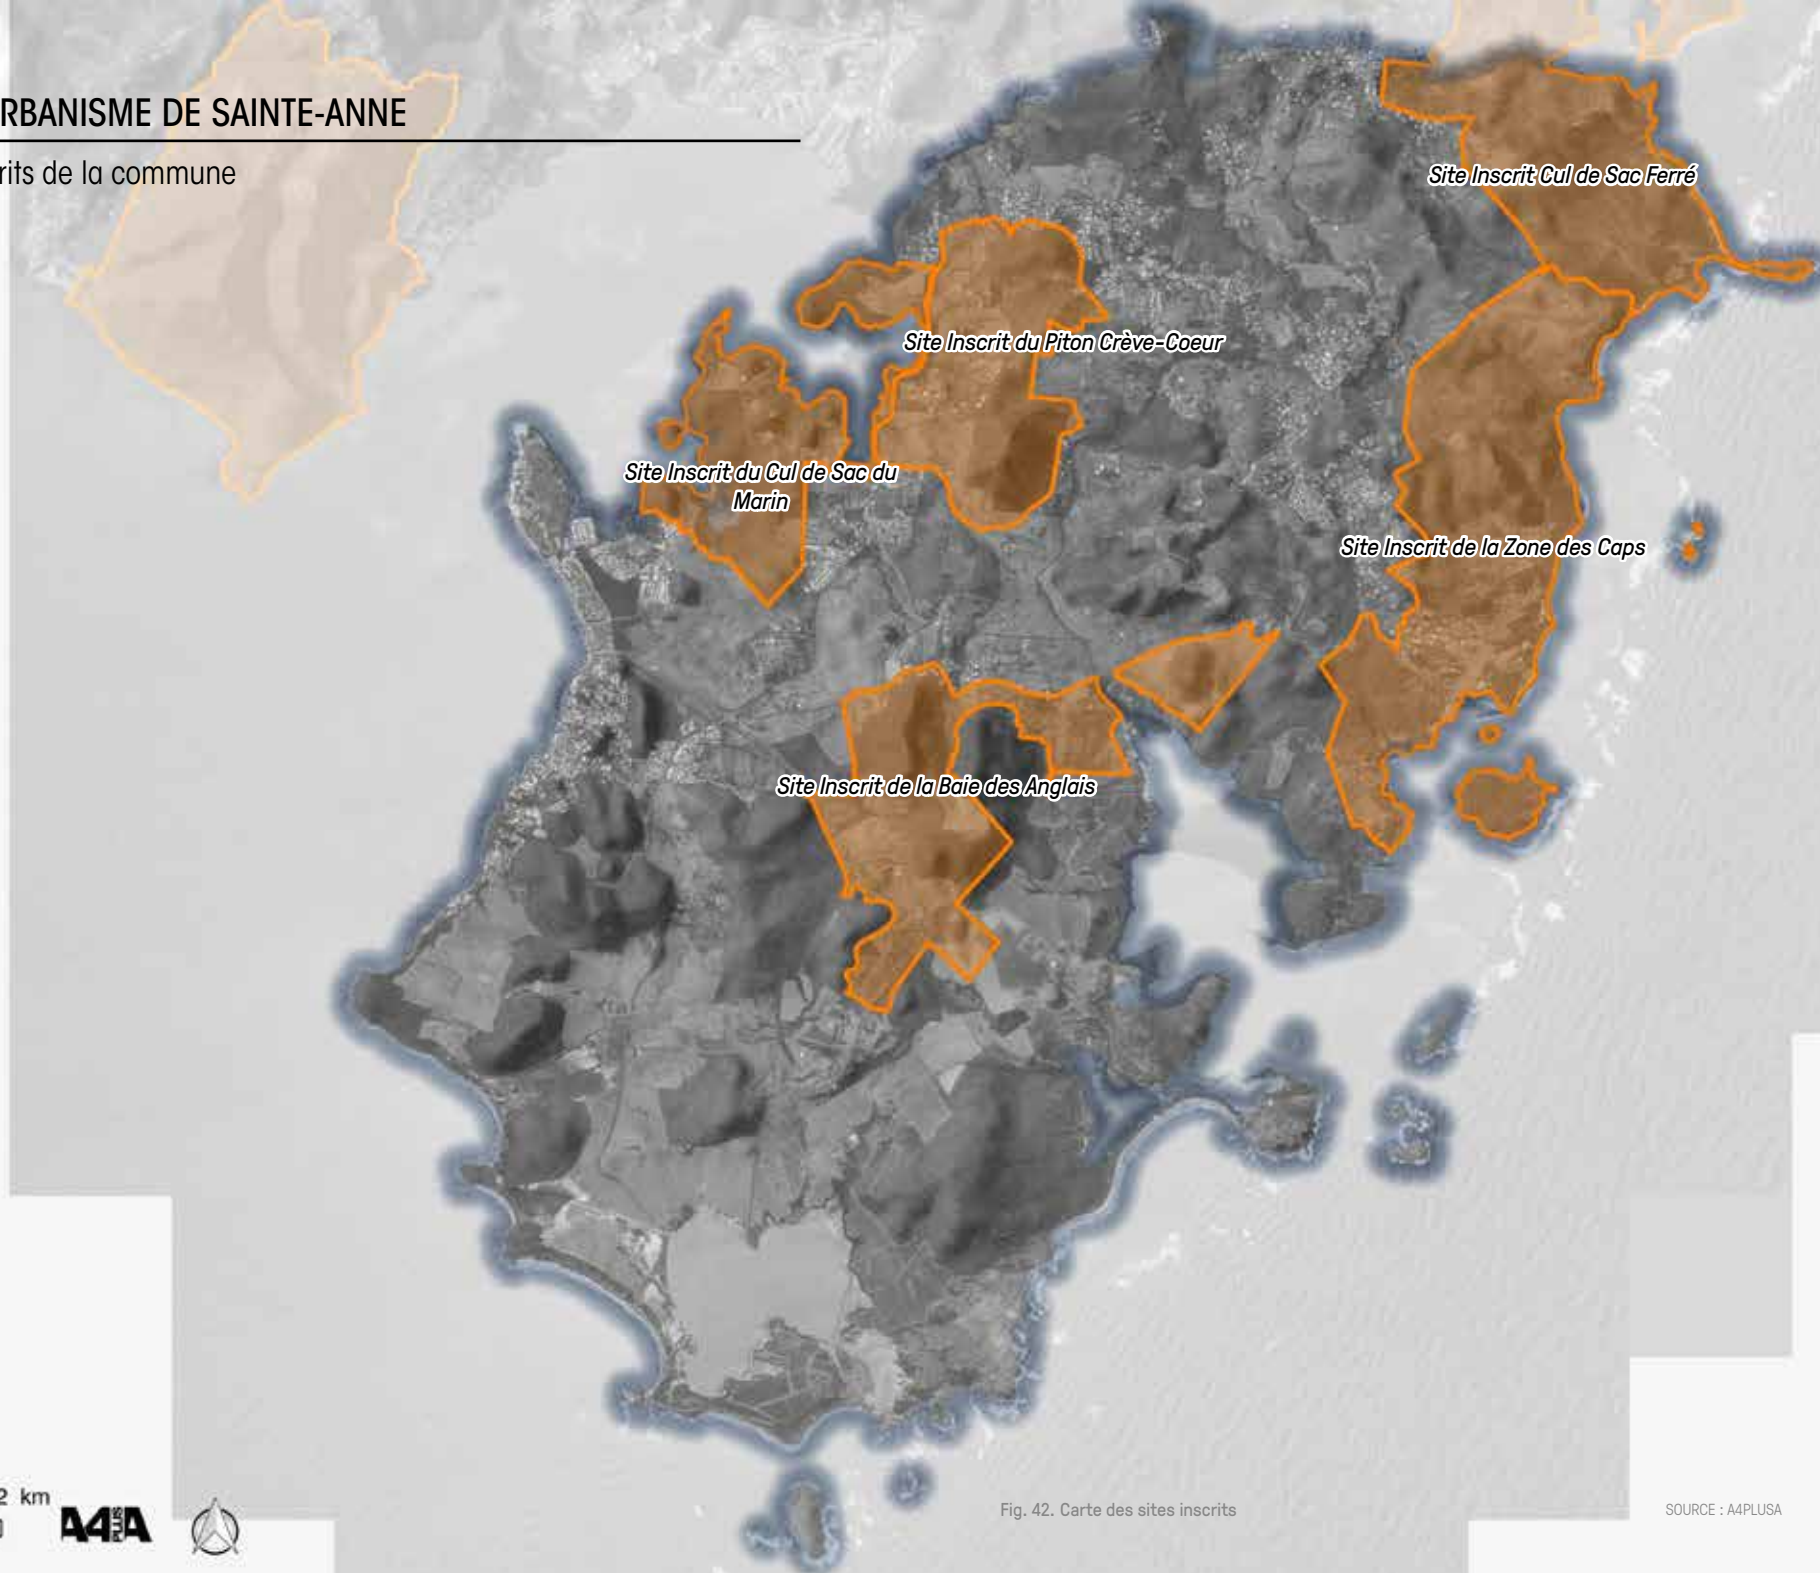 RBANISME DE SAINTE-ANNE
rits de la commune
Site Inscrit Cul de Sac Ferré
Site Inscrit du Piton Crève-Coeur
Site Inscrit du Cul de Sac du
Marin
Site Inscrit de la Zone des Caps
Site Inscrit de la Baie des Anglais
2 km
A4PLUSA
Fig. 42. Carte des sites inscrits
SOURCE : A4PLUSA